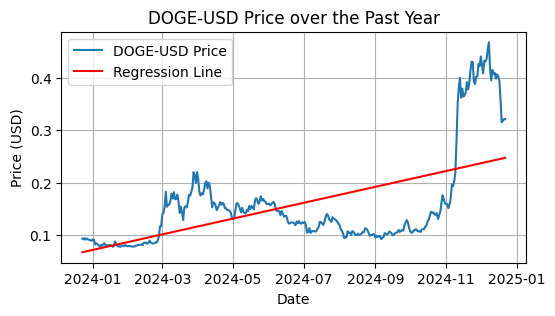 DOGE-USD Price over the Past Year
DOGE-USD Price
Regression Line
Price (USD)
0.4
0.3
0.2
0.1
2024-01 2024-03 2024-05 2024-07 2024-09 2024-11 2025-01
Date